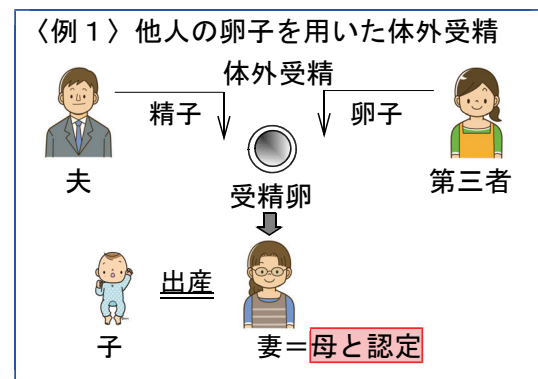 〈例1〉他人の卵子を用いた体外受精
体外受精
精子
卵子
夫
受精卵
第三者
出産
子
妻=母と認定